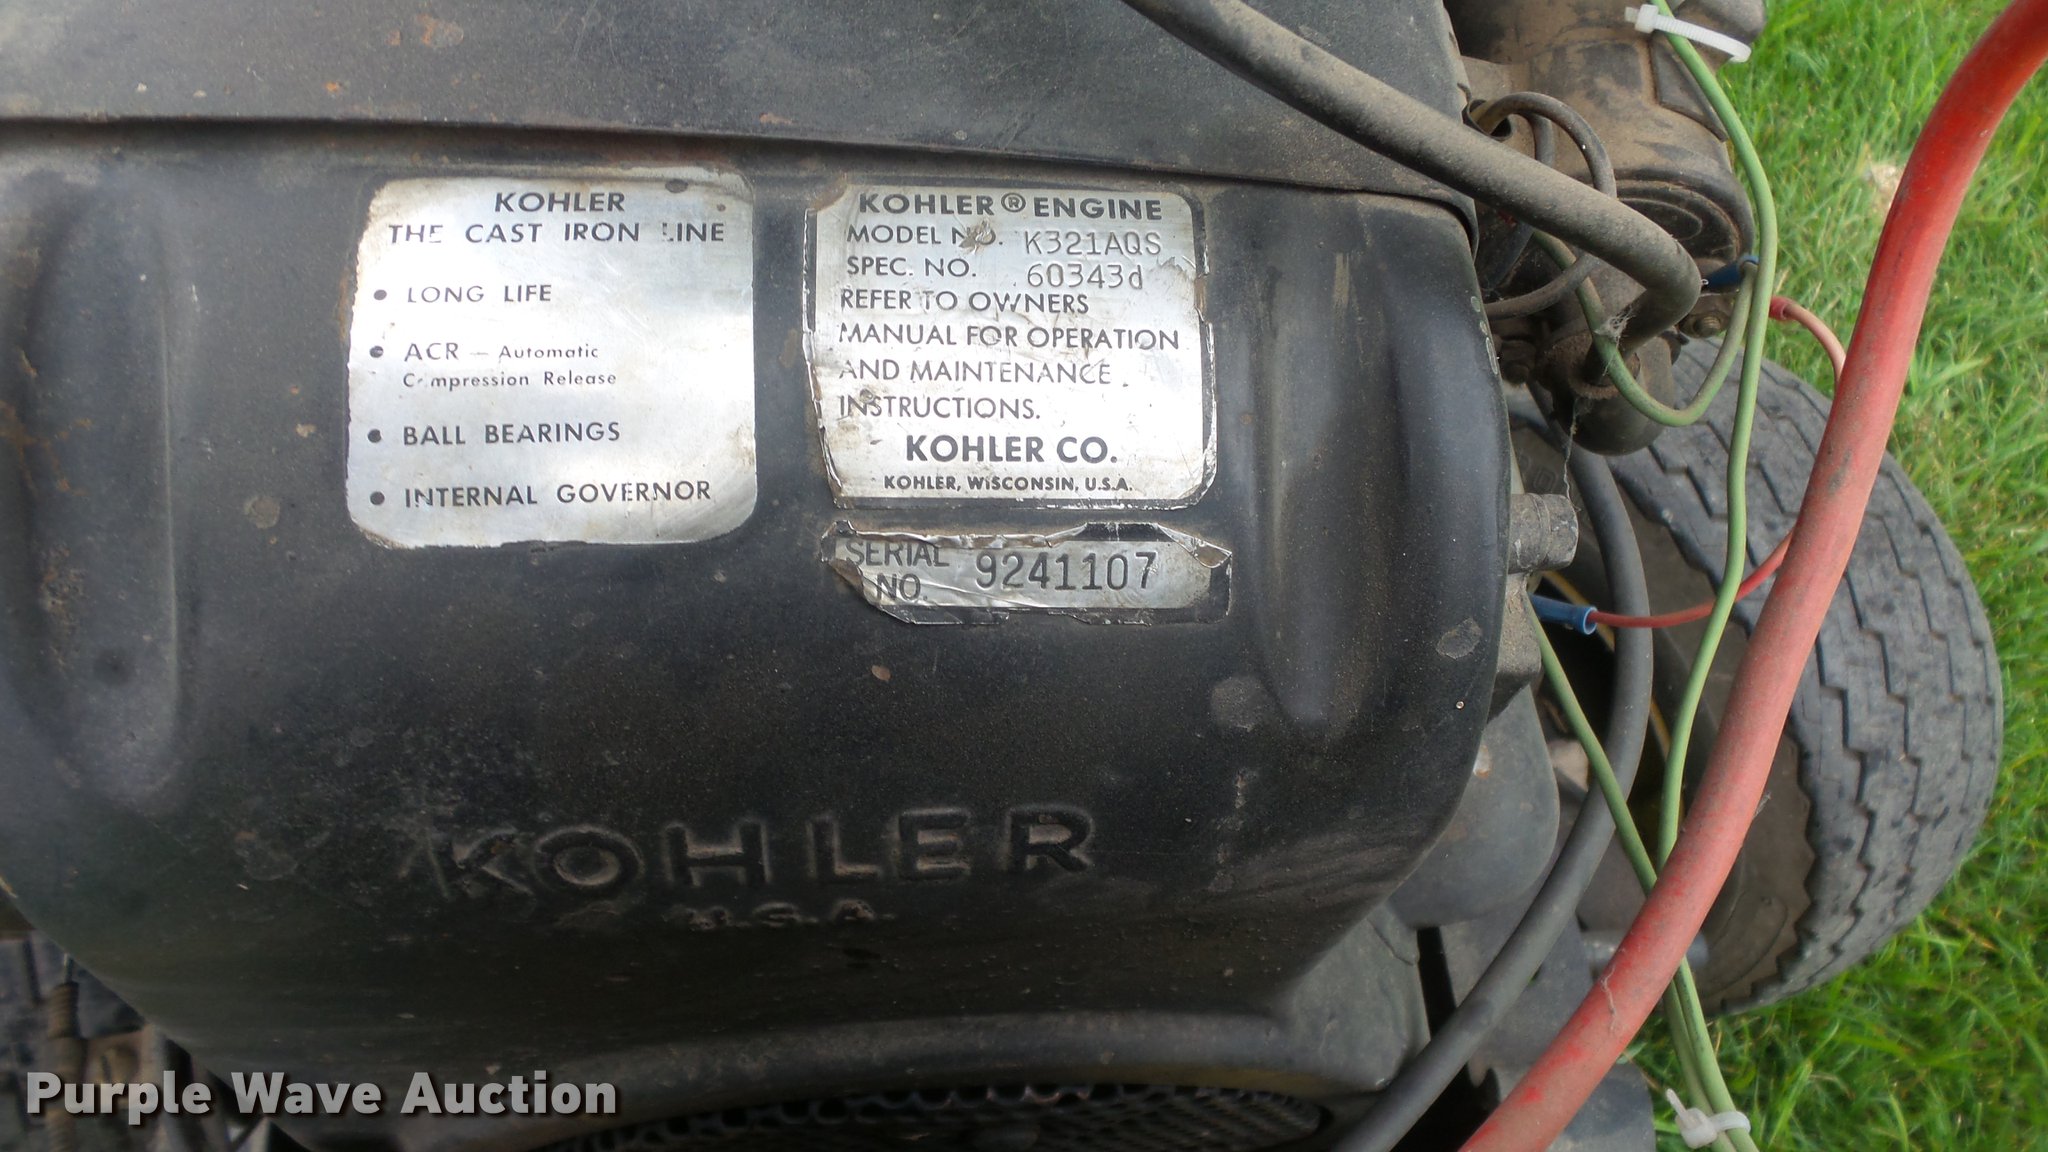 KOHLER
THE CAST IRON LINE
• LONG LIFE
• ACR — Automatic
Compression Release
• BALL BEARINGS
• INTERNAL GOVERNOR
KOHLER® ENGINE
MODEL NO. K321AQS
SPEC. NO. 60343d
REFER TO OWNERS
MANUAL FOR OPERATION
AND MAINTENANCE
INSTRUCTIONS.
KOHLER CO.
KOHLER, WISCONSIN, U.S.A.
SERIAL
NO. 9241107
KOHLER
U.S.A.
Purple Wave Auction